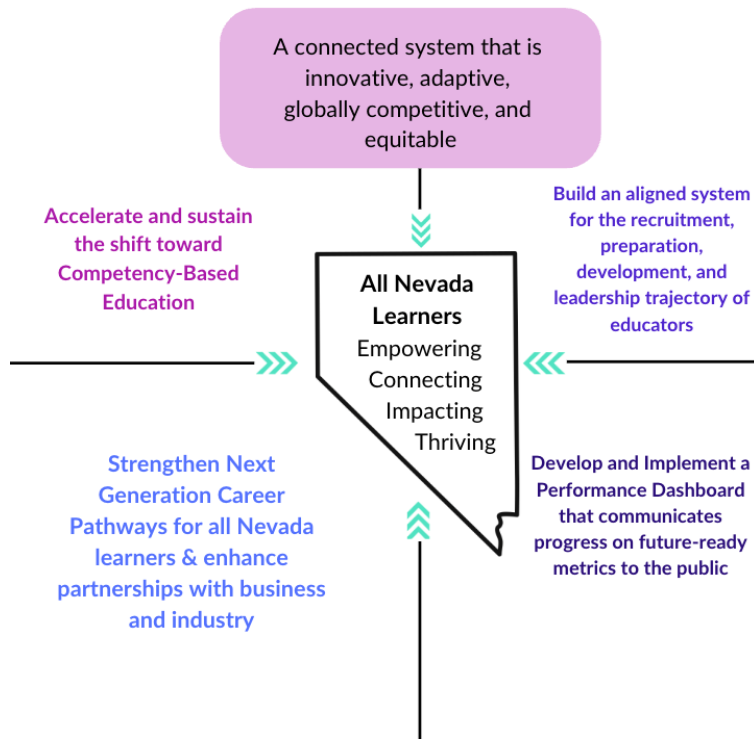 A connected system that is
innovative, adaptive,
globally competitive, and
equitable
Accelerate and sustain
the shift toward
Competency-Based
Education
Build an aligned system
for the recruitment,
preparation,
development, and
leadership trajectory of
educators
All Nevada
Learners
Empowering
Connecting
Impacting
Thriving
Strengthen Next
Generation Career
Pathways for all Nevada
learners & enhance
partnerships with business
and industry
Develop and Implement a
Performance Dashboard
that communicates
progress on future-ready
metrics to the public